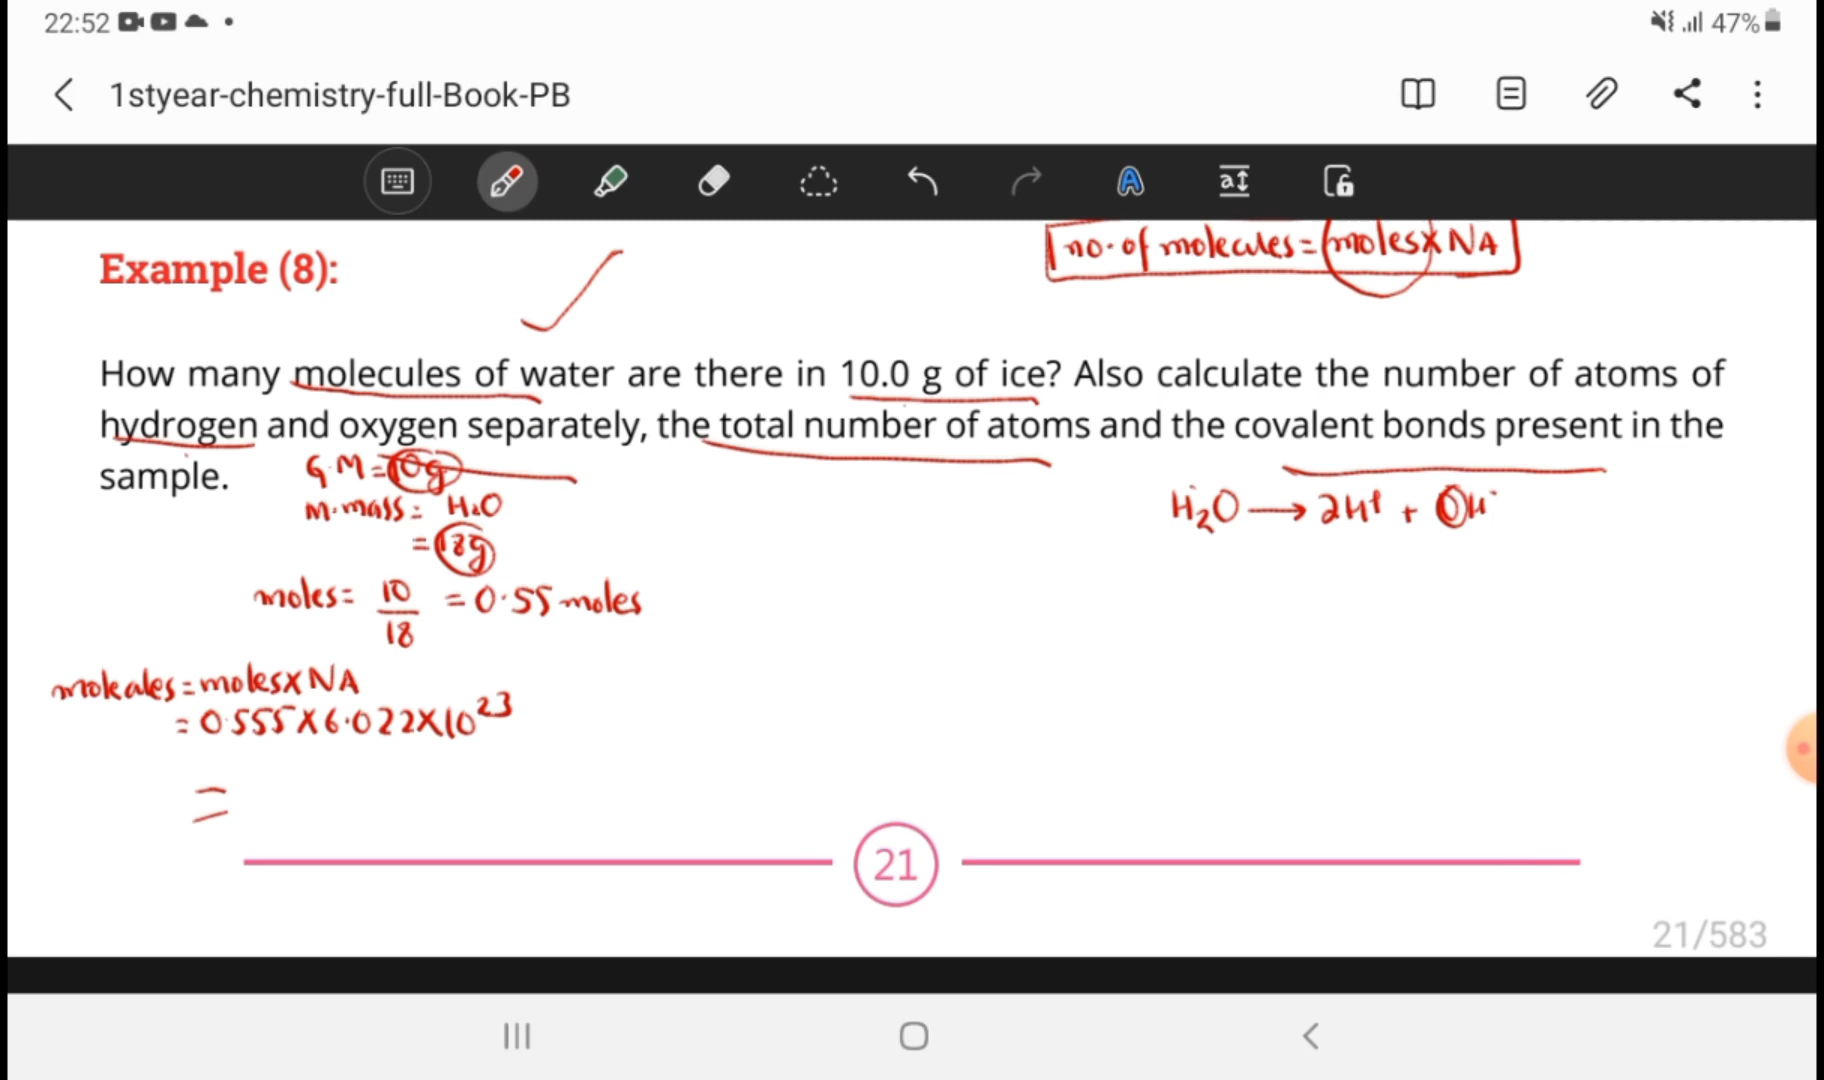 22:52
47%
1styear-chemistry-full-Book-PB
no. of molecules = moles x NA
Example (8):
How many molecules of water are there in 10.0 g of ice? Also calculate the number of atoms of
hydrogen and oxygen separately, the total number of atoms and the covalent bonds present in the
sample.
G.M = 10g
M.mass = H₂O
= 18g
H₂O → 2H⁺ + OH⁻
moles = 10/18 = 0.55 moles
molecules = moles x NA
= 0.555 X 6.022 X 10²³
=
21
21/583